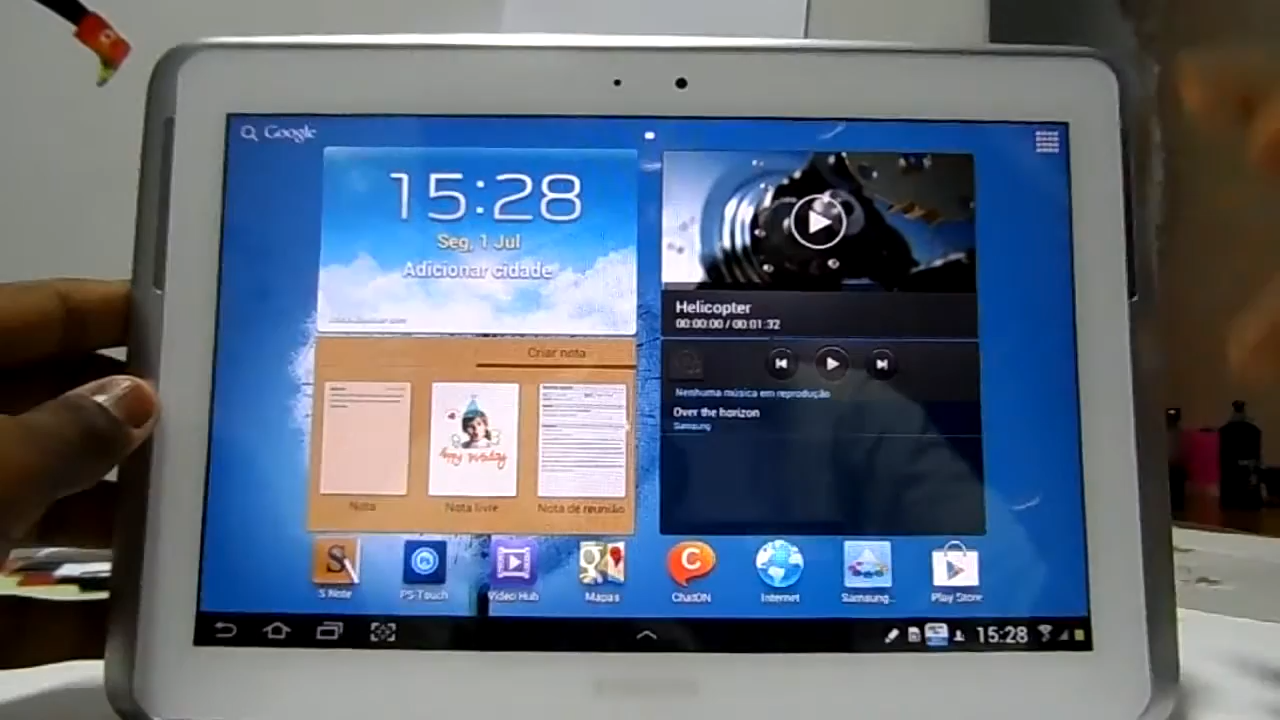 Google
15:28
Seg, 1 Jul
Adicionar cidade
Helicopter
00:00:00 / 00:01:32
Criar nota
Nenhuma música em reprodução
Over the horizon
Samsung
happy birthday
Nota
Nota livre
Nota de reunião
S Note
PS Touch
Video Hub
Mapas
ChatON
Internet
Samsung...
Play Store
15:28